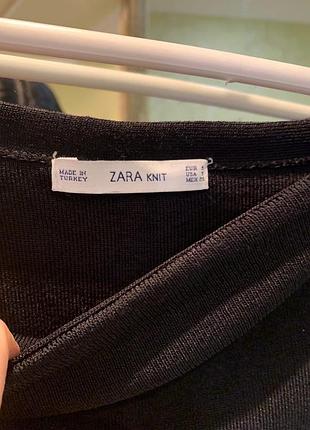 MADE IN
TURKEY
ZARA KNIT
EUR
USA
MEX